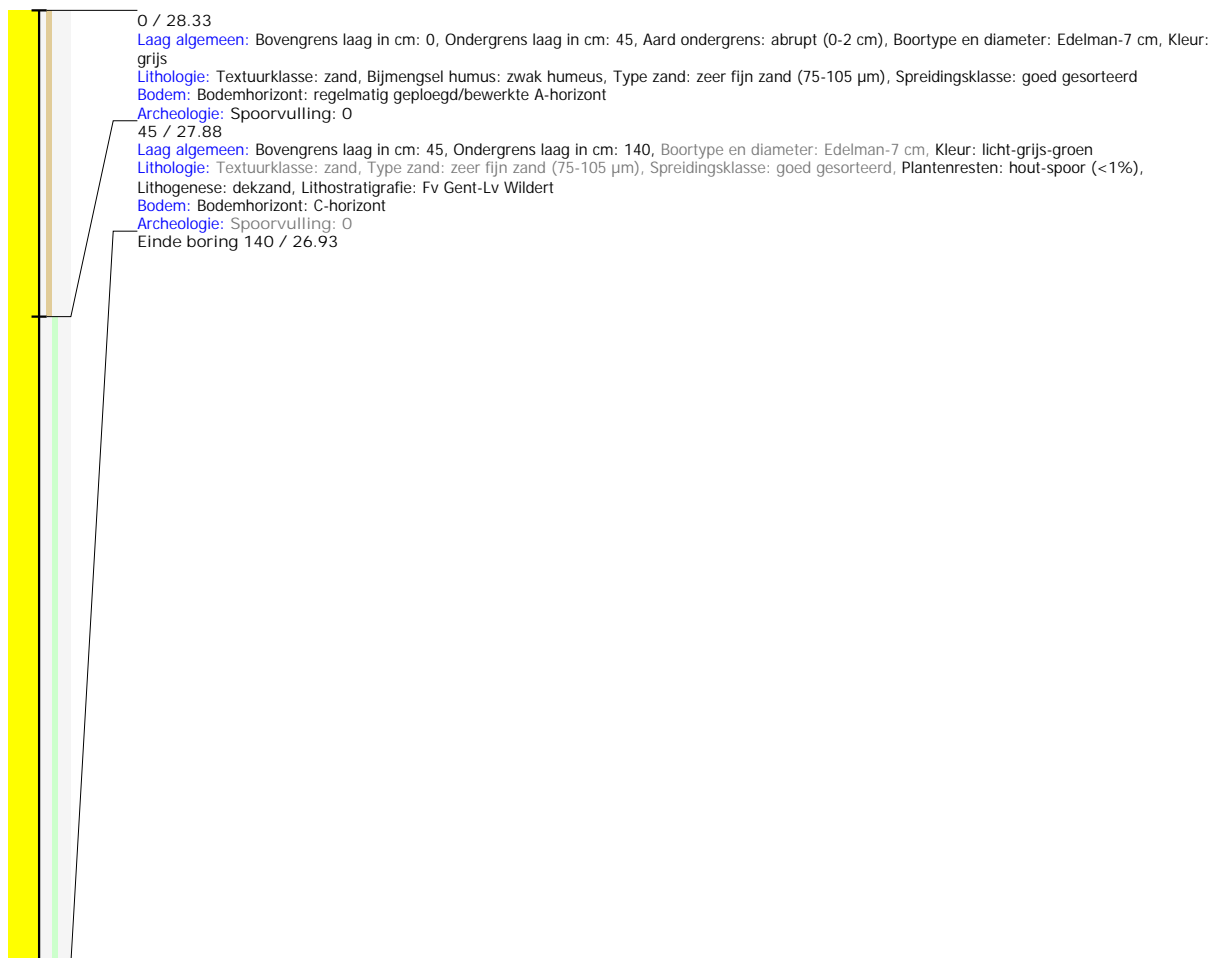 0 / 28.33
Laag algemeen: Bovengrens laag in cm: 0, Ondergrens laag in cm: 45, Aard ondergrens: abrupt (0-2 cm), Boortype en diameter: Edelman-7 cm, Kleur:
grijs
Lithologie: Textuurklasse: zand, Bijmengsel humus: zwak humeus, Type zand: zeer fijn zand (75-105 µm), Spreidingsklasse: goed gesorteerd
Bodem: Bodemhorizont: regelmatig geploegd/bewerkte A-horizont
Archeologie: Spoorvulling: 0
45 / 27.88
Laag algemeen: Bovengrens laag in cm: 45, Ondergrens laag in cm: 140, Boortype en diameter: Edelman-7 cm, Kleur: licht-grijs-groen
Lithologie: Textuurklasse: zand, Type zand: zeer fijn zand (75-105 µm), Spreidingsklasse: goed gesorteerd, Plantenresten: hout-spoor (<1%),
Lithogenese: dekzand, Lithostratigrafie: Fv Gent-Lv Wildert
Bodem: Bodemhorizont: C-horizont
Archeologie: Spoorvulling: 0
Einde boring 140 / 26.93